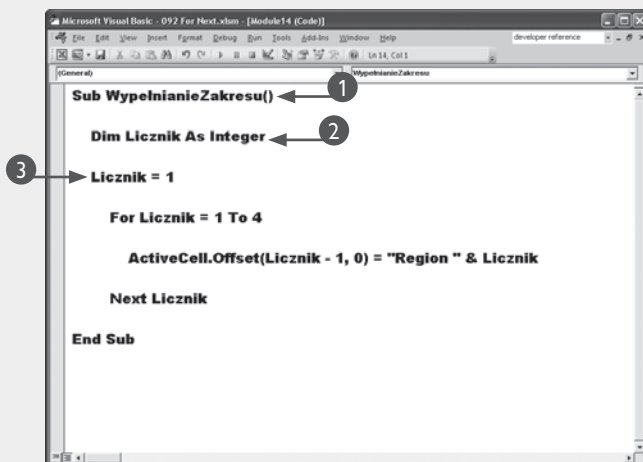 Microsoft Visual Basic - 092 For Next.xlsm - [Module14 (Code)]
File Edit View Insert Format Debug Run Tools Add-Ins Window Help developer reference
Ln 14, Col 1
(General) WypełnianieZakresu
Sub WypełnianieZakresu() 1
Dim Licznik As Integer 2
3 Licznik = 1
For Licznik = 1 To 4
ActiveCell.Offset(Licznik - 1, 0) = "Region " & Licznik
Next Licznik
End Sub